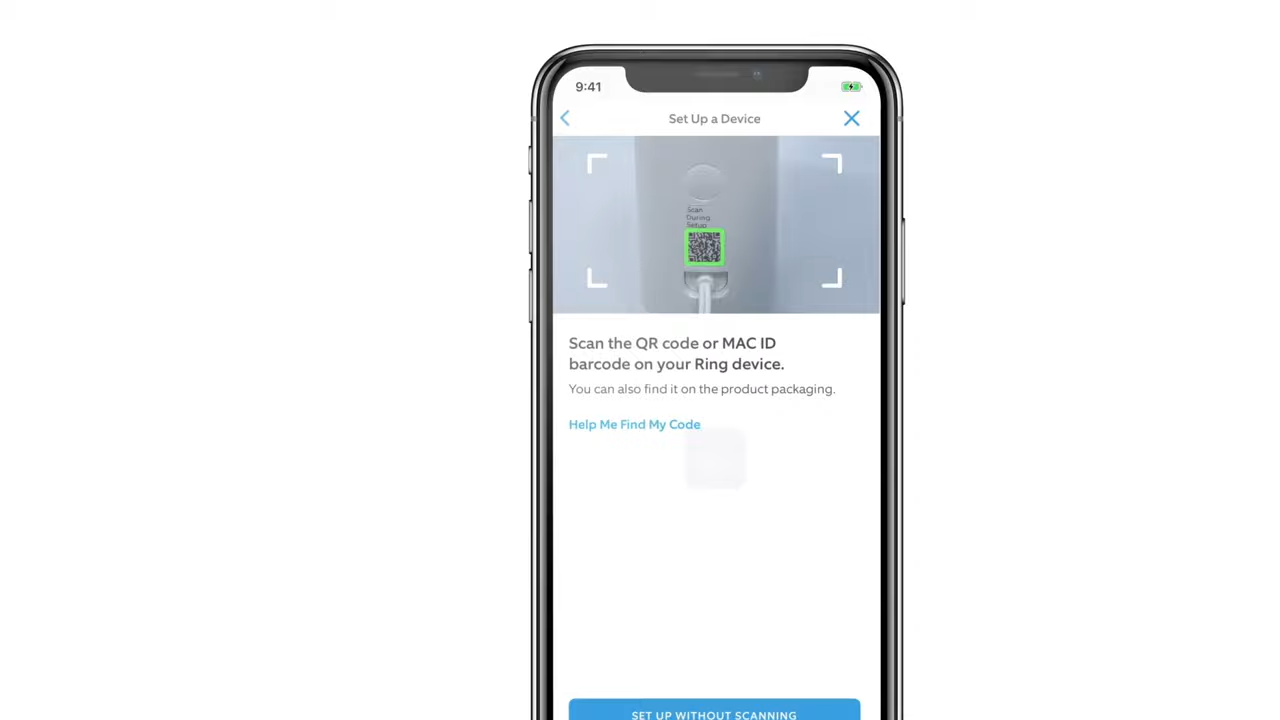 9:41
Set Up a Device
Scan
During
Setup
Scan the QR code or MAC ID
barcode on your Ring device.
You can also find it on the product packaging.
Help Me Find My Code
SET UP WITHOUT SCANNING